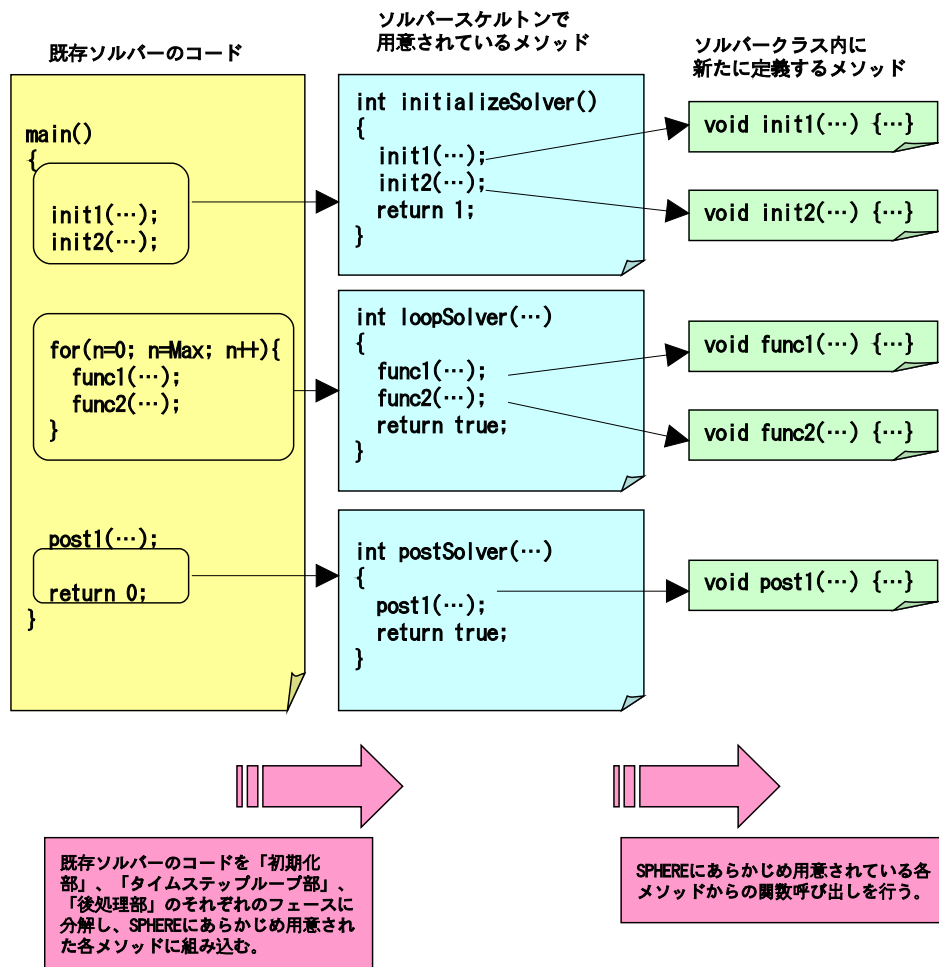 既存ソルバーのコード
main()
{
init1(…);
init2(…);
for(n=0; n=Max; n++){
func1(…);
func2(…);
}
post1(…);
return 0;
}
ソルバースケルトンで
用意されているメソッド
int initializeSolver()
{
init1(…);
init2(…);
return 1;
}
int loopSolver(…)
{
func1(…);
func2(…);
return true;
}
int postSolver(…)
{
post1(…);
return true;
}
ソルバークラス内に
新たに定義するメソッド
void init1(…) {…}
void init2(…) {…}
void func1(…) {…}
void func2(…) {…}
void post1(…) {…}
既存ソルバーのコードを「初期化
部」、「タイムステップループ部」、
「後処理部」のそれぞれのフェースに
分解し、SPHEREにあらかじめ用意され
た各メソッドに組み込む。
SPHEREにあらかじめ用意されている各
メソッドからの関数呼び出しを行う。